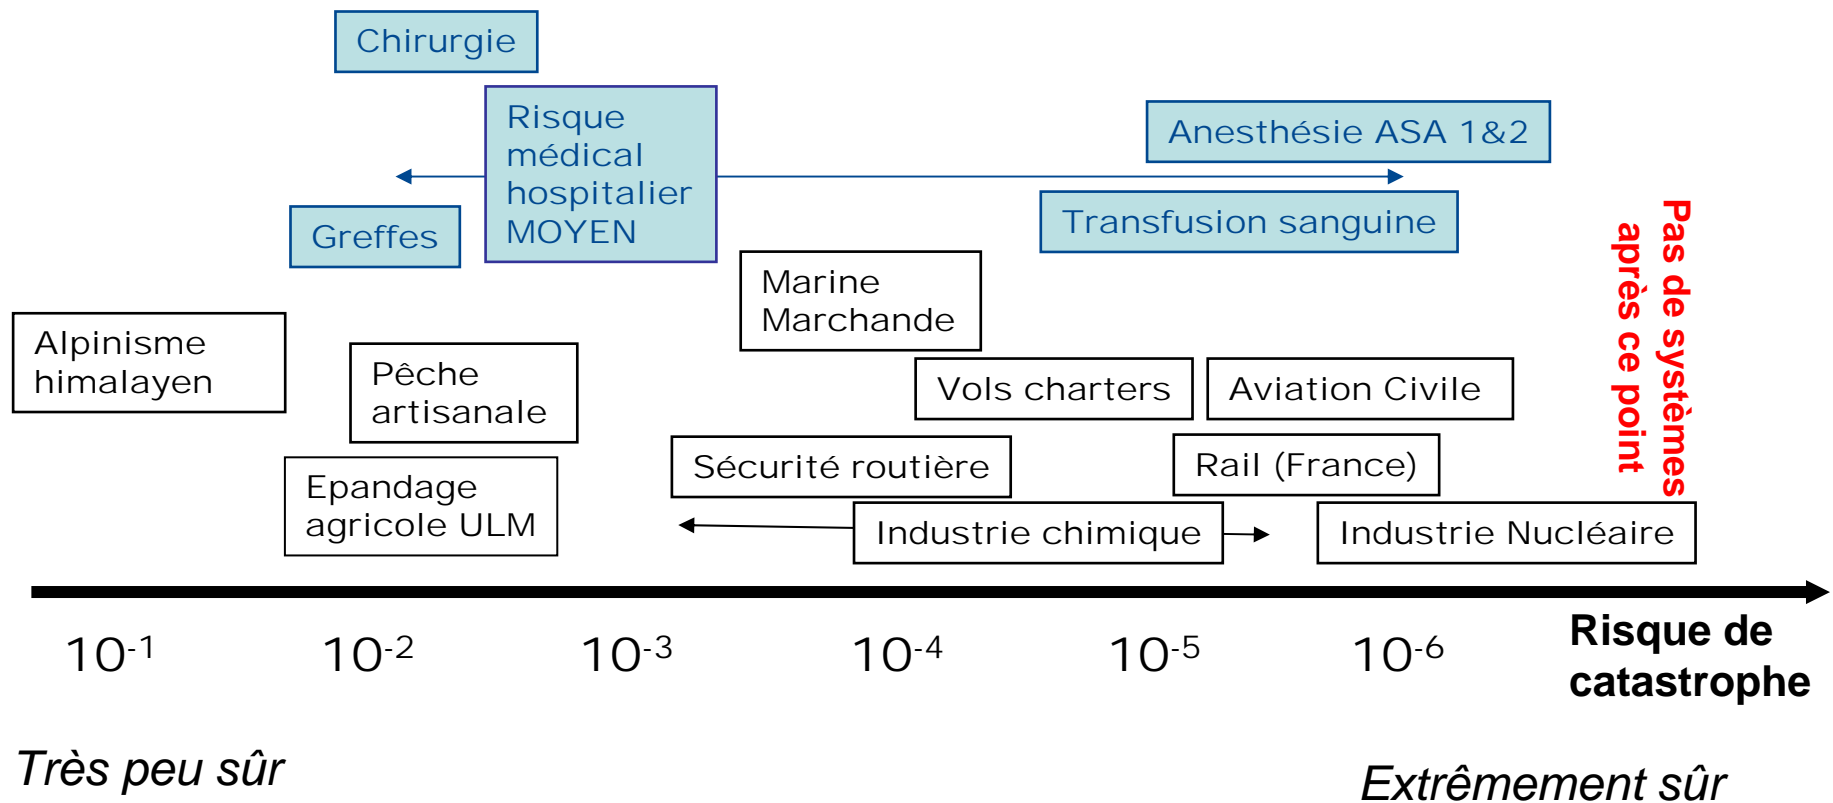 Chirurgie
Risque
médical
hospitalier
MOYEN
Anesthésie ASA 1&2
Greffes
Transfusion sanguine
Pas de systèmes
après ce point
Marine
Marchande
Alpinisme
himalayen
Pêche
artisanale
Vols charters
Aviation Civile
Sécurité routière
Rail (France)
Epandage
agricole ULM
Industrie chimique
Industrie Nucléaire
10-1
10-2
10-3
10-4
10-5
10-6
Risque de
catastrophe
Très peu sûr
Extrêmement sûr